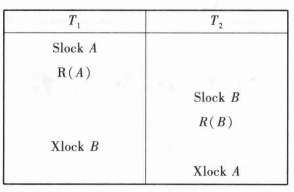 T₁ T₂
Slock A
R(A)
Slock B
R(B)
Xlock B
Xlock A